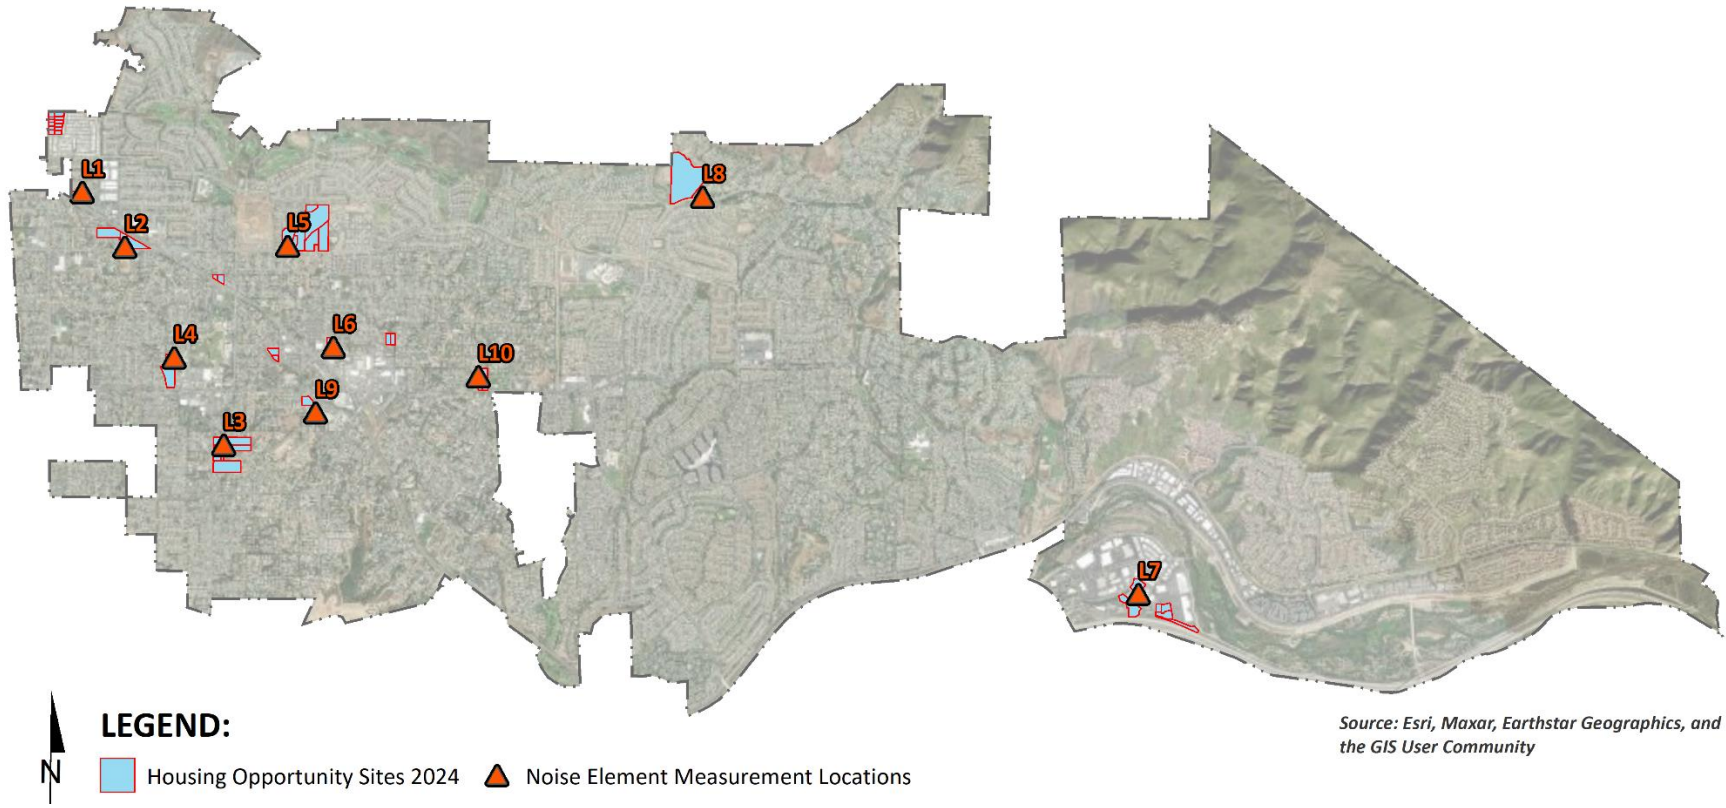 L1
L8
L2
L5
L6
L4
L10
L9
L3
L7
LEGEND:
Source: Esri, Maxar, Earthstar Geographics, and
the GIS User Community
N
Housing Opportunity Sites 2024
Noise Element Measurement Locations